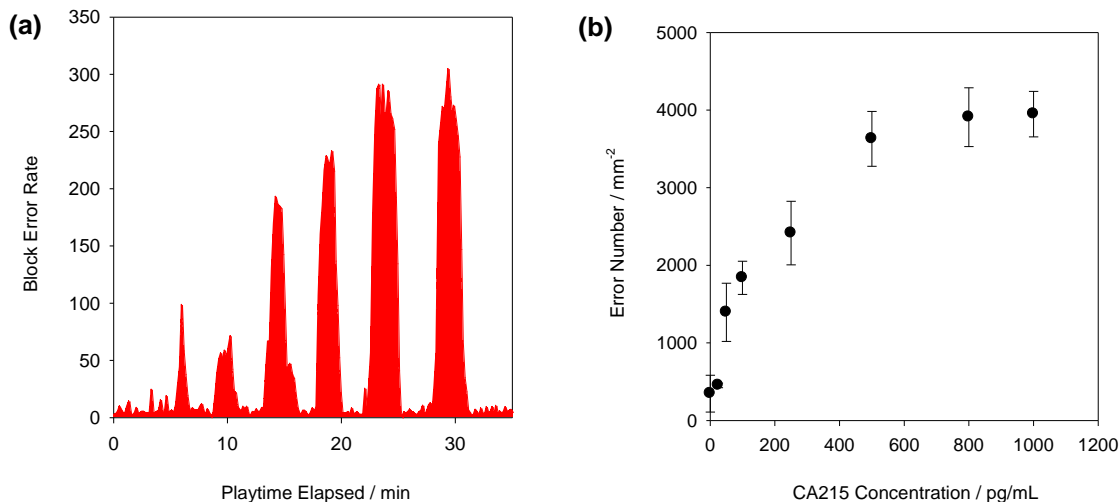 (a)
350
300
250
200
150
100
50
0
Block Error Rate
0 10 20 30
Playtime Elapsed / min
(b)
5000
4000
3000
2000
1000
0
Error Number / mm⁻²
0 200 400 600 800 1000 1200
CA215 Concentration / pg/mL